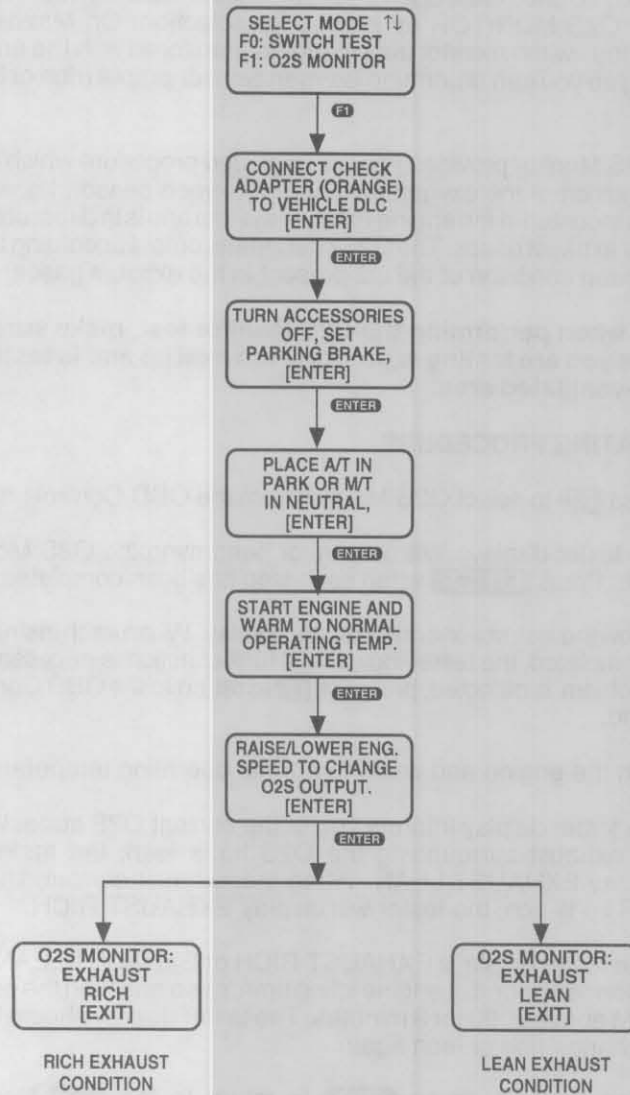 SELECT MODE ↑↓
F0: SWITCH TEST
F1: O2S MONITOR
F1
CONNECT CHECK
ADAPTER (ORANGE)
TO VEHICLE DLC
[ENTER]
ENTER
TURN ACCESSORIES
OFF, SET
PARKING BRAKE,
[ENTER]
ENTER
PLACE A/T IN
PARK OR M/T
IN NEUTRAL,
[ENTER]
ENTER
START ENGINE AND
WARM TO NORMAL
OPERATING TEMP.
[ENTER]
ENTER
RAISE/LOWER ENG.
SPEED TO CHANGE
O2S OUTPUT.
[ENTER]
ENTER
O2S MONITOR:
EXHAUST
RICH
[EXIT]
RICH EXHAUST
CONDITION
O2S MONITOR:
EXHAUST
LEAN
[EXIT]
LEAN EXHAUST
CONDITION